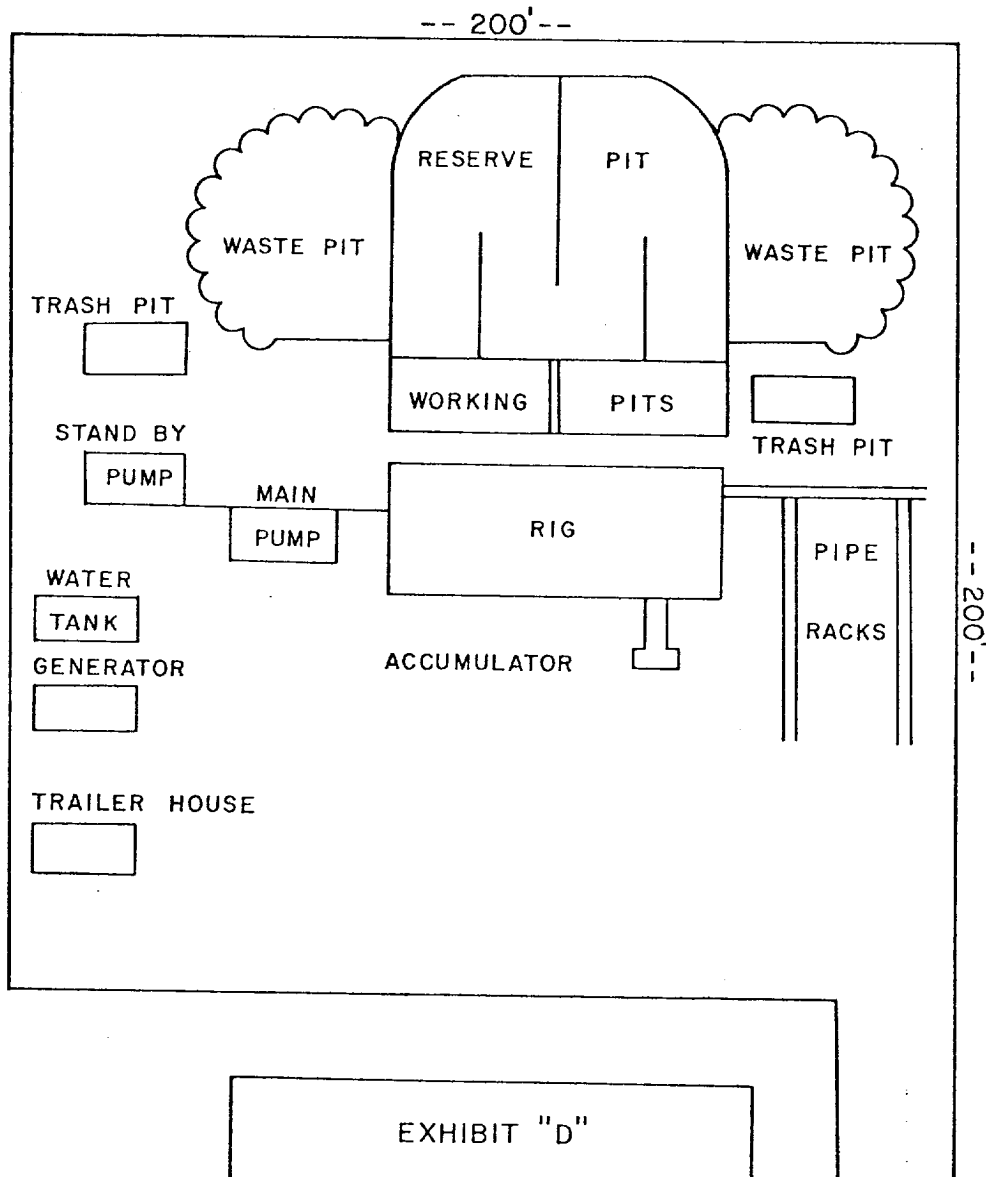 -- 200' --
RESERVE PIT
WASTE PIT
WASTE PIT
TRASH PIT
WORKING PITS
STAND BY
PUMP
TRASH PIT
MAIN
PUMP
RIG
PIPE
RACKS
-- 200' --
WATER
TANK
GENERATOR
ACCUMULATOR
TRAILER HOUSE
EXHIBIT "D"